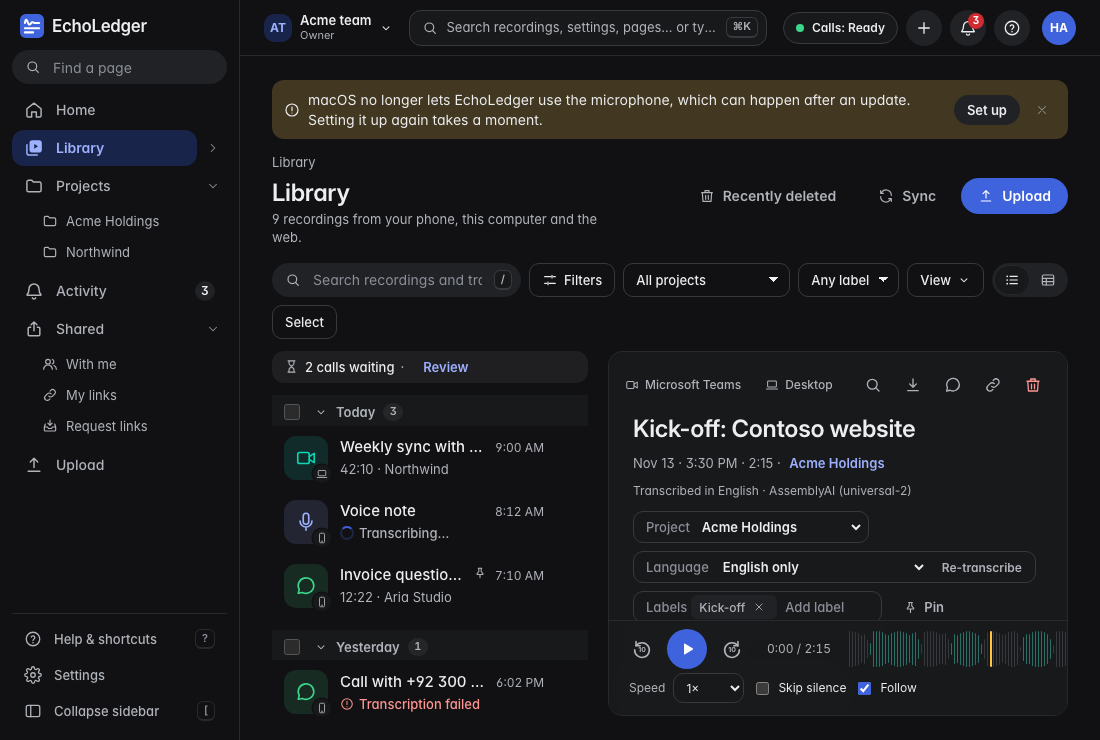 EchoLedger
Find a page
Home
Library
Projects
Acme Holdings
Northwind
Activity
3
Shared
With me
My links
Request links
Upload
Help & shortcuts
?
Settings
Collapse sidebar
[
AT
Acme team
Owner
Search recordings, settings, pages... or ty...
⌘K
Calls: Ready
3
HA
macOS no longer lets EchoLedger use the microphone, which can happen after an update.
Setting it up again takes a moment.
Set up
Library
Library
9 recordings from your phone, this computer and the
web.
Recently deleted
Sync
Upload
Search recordings and tra
/
Filters
All projects
Any label
View
Select
2 calls waiting ·
Review
Today
3
Weekly sync with ...
9:00 AM
42:10 · Northwind
Voice note
8:12 AM
Transcribing...
Invoice questio...
7:10 AM
12:22 · Aria Studio
Yesterday
1
Call with +92 300 ...
6:02 PM
Transcription failed
Microsoft Teams
Desktop
Kick-off: Contoso website
Nov 13 · 3:30 PM · 2:15 · Acme Holdings
Transcribed in English · AssemblyAI (universal-2)
Project
Acme Holdings
Language
English only
Re-transcribe
Labels
Kick-off
Add label
Pin
10
10
0:00 / 2:15
Speed
1×
Skip silence
Follow